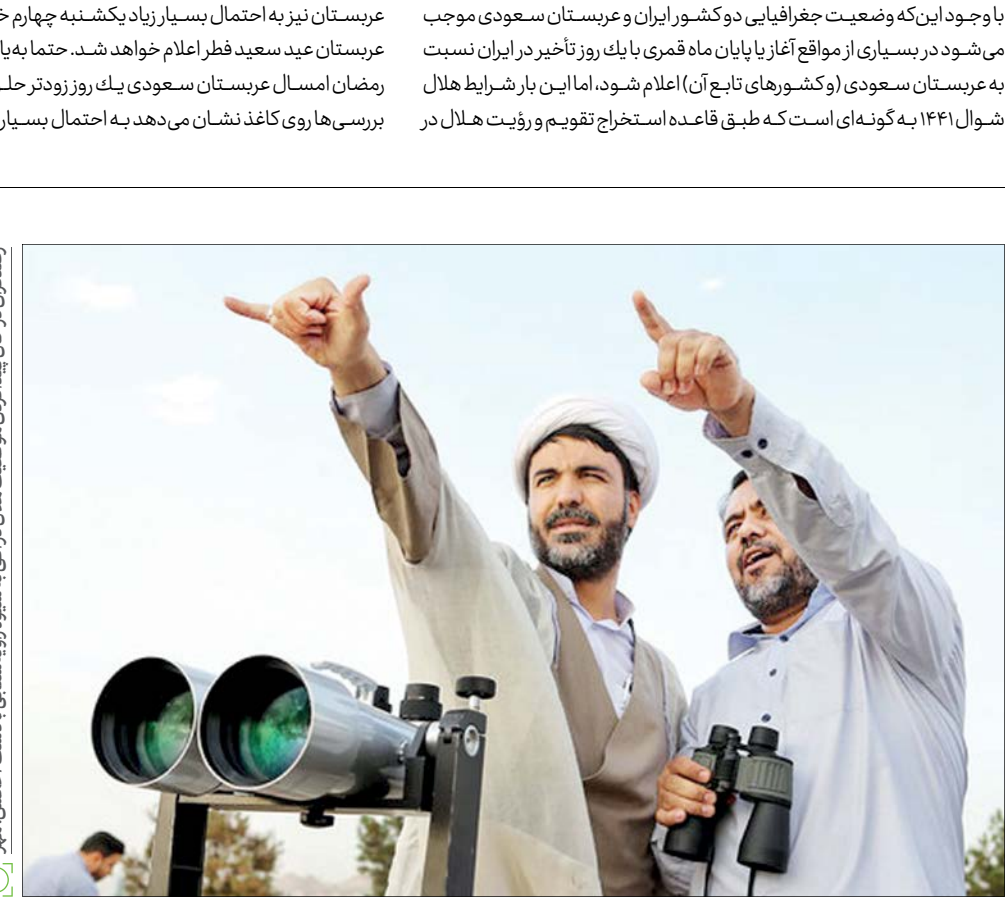 با وجود این‌که وضعیت جغرافیایی دو کشور ایران و عربستان سعودی موجب
می‌شود در بسیاری از مواقع آغاز یا پایان ماه قمری با یك روز تأخیر در ایران نسبت
به عربستان سعودی (و کشورهای تابع آن) اعلام شود، اما این بار شرایط هلال
شوال ۱۴۴۱ به گونه‌ای است که طبق قاعده استخراج تقویم و رؤیت هلال در
عربستان نیز به احتمال بسیار زیاد یکشنبه چهارم
عربستان عید سعید فطر اعلام خواهد شد. حتما به
رمضان امسال عربستان سعودی یك روز زودتر
بررسی‌ها روی کاغذ نشان می‌دهد به احتمال بسیار